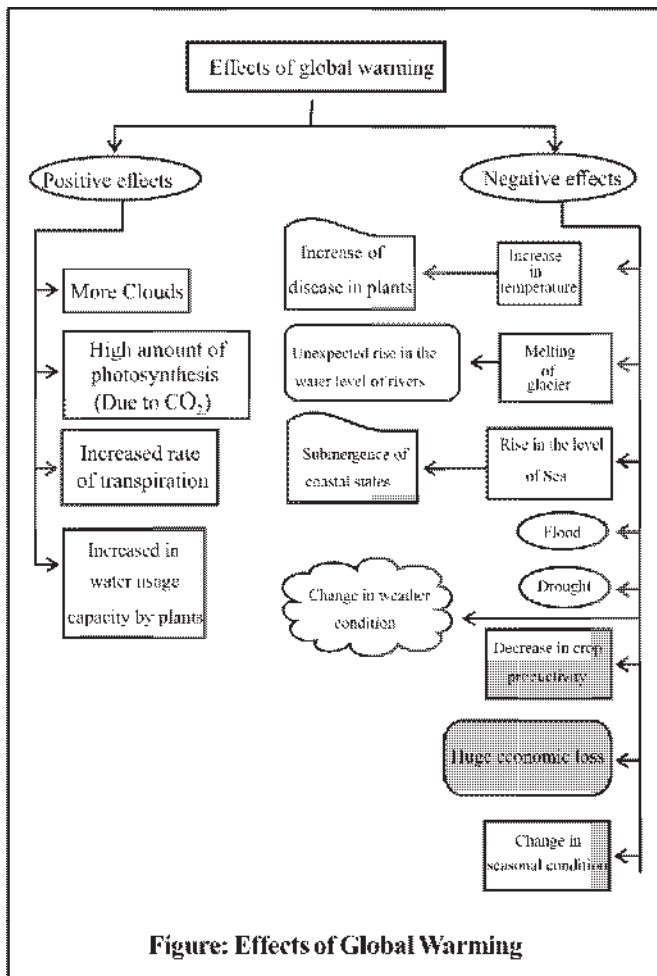 Effects of global warming
Positive effects
Negative effects
More Clouds
High amount of
photosynthesis
(Due to CO₂)
Increased rate
of transpiration
Increased in
water usage
capacity by plants
Increase of
disease in plants
Increase
in
temperature
Unexpected rise in the
water level of rivers
Melting
of
glacier
Submergence of
coastal states
Rise in the level
of Sea
Flood
Drought
Change in weather
condition
Decrease in crop
productivity
Huge economic loss
Change in
seasonal condition
Figure: Effects of Global Warming